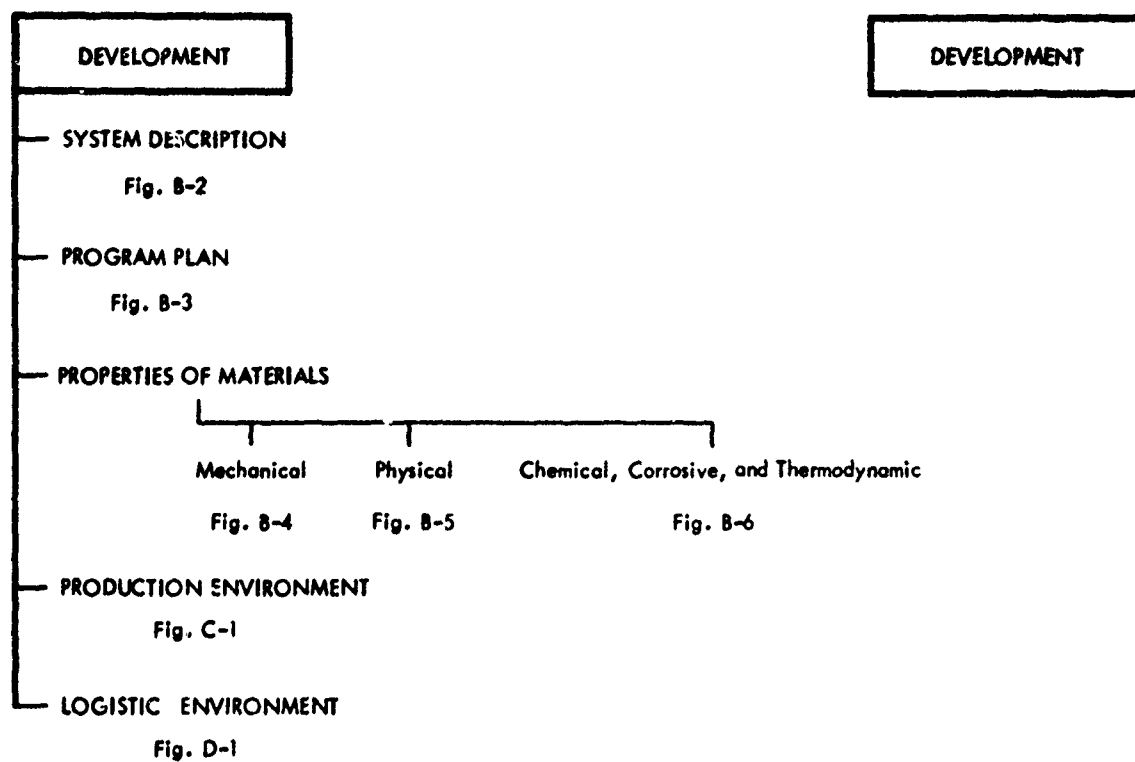 DEVELOPMENT
DEVELOPMENT
SYSTEM DESCRIPTION
Fig. B-2
PROGRAM PLAN
Fig. B-3
PROPERTIES OF MATERIALS
Mechanical Physical Chemical, Corrosive, and Thermodynamic
Fig. B-4 Fig. B-5 Fig. B-6
PRODUCTION ENVIRONMENT
Fig. C-1
LOGISTIC ENVIRONMENT
Fig. D-1